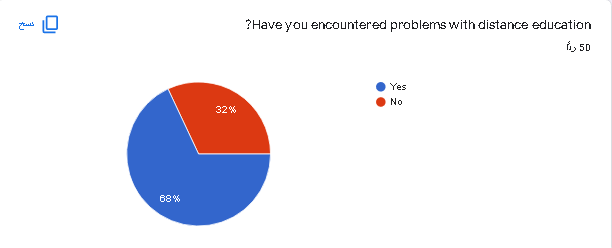 ?Have you encountered problems with distance education
نسخ
50 ردًا
Yes
No
32%
68%